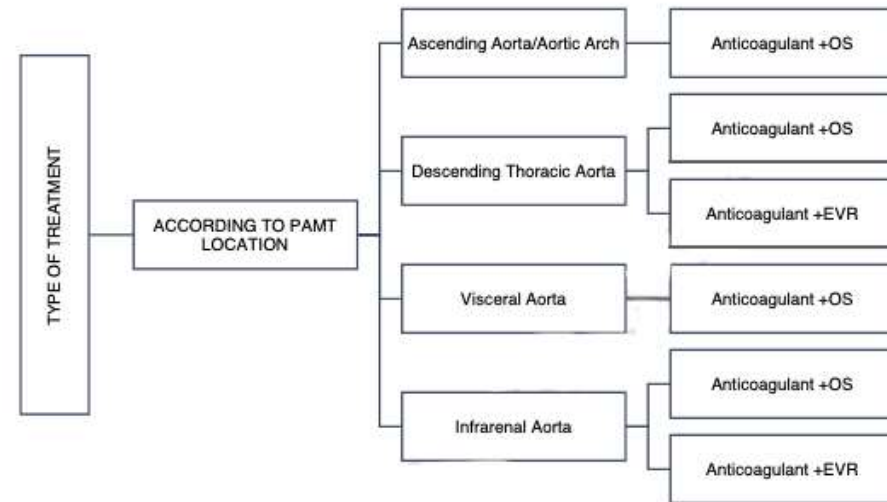 TYPE OF TREATMENT
ACCORDING TO PAMT
LOCATION
Ascending Aorta/Aortic Arch
Anticoagulant +OS
Descending Thoracic Aorta
Anticoagulant +OS
Anticoagulant +EVR
Visceral Aorta
Anticoagulant +OS
Infrarenal Aorta
Anticoagulant +OS
Anticoagulant +EVR